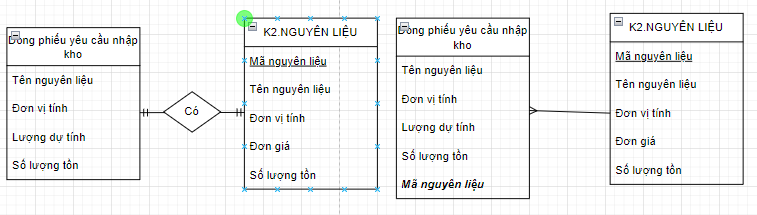 Dòng phiếu yêu cầu nhập
kho
Tên nguyên liệu
Đơn vị tính
Lượng dự tính
Số lượng tồn
Có
K2.NGUYÊN LIỆU
Mã nguyên liệu
Tên nguyên liệu
Đơn vị tính
Đơn giá
Số lượng tồn
Dòng phiếu yêu cầu nhập
kho
Tên nguyên liệu
Đơn vị tính
Lượng dự tính
Số lượng tồn
Mã nguyên liệu
K2.NGUYÊN LIỆU
Mã nguyên liệu
Tên nguyên liệu
Đơn vị tính
Đơn giá
Số lượng tồn